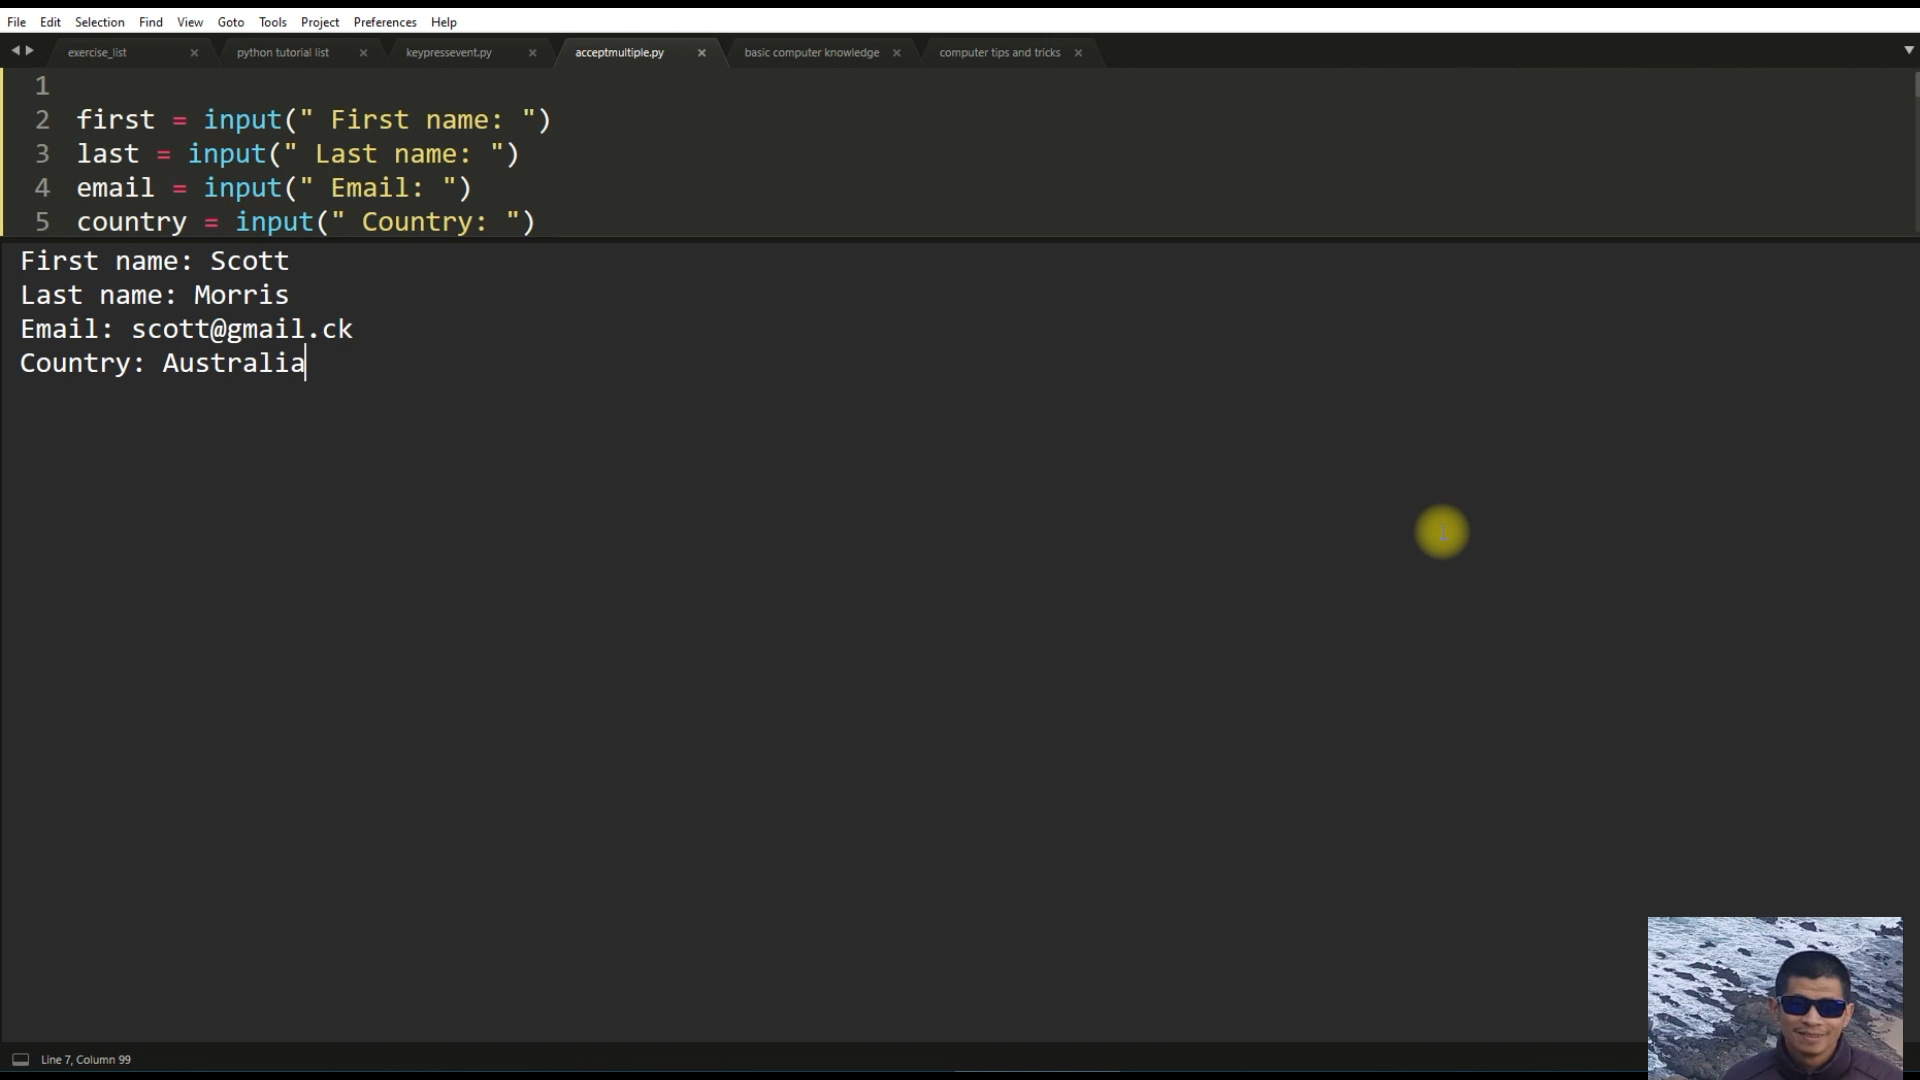 File Edit Selection Find View Goto Tools Project Preferences Help
exercise_list python tutorial list keypressevent.py acceptmultiple.py basic computer knowledge computer tips and tricks
1
2 first = input(" First name: ")
3 last = input(" Last name: ")
4 email = input(" Email: ")
5 country = input(" Country: ")
First name: Scott
Last name: Morris
Email: scott@gmail.ck
Country: Australia
Line 7, Column 99